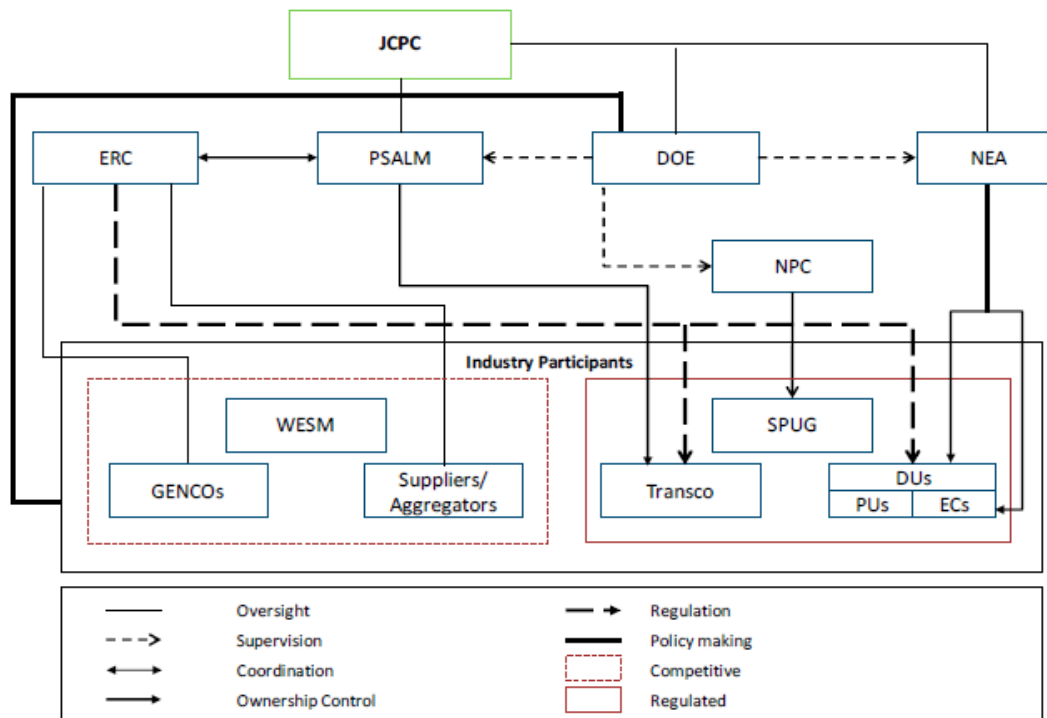 JCPC
ERC
PSALM
DOE
NEA
NPC
Industry Participants
WESM
SPUG
GENCOs
Suppliers/
Aggregators
Transco
DUs
PUs
ECs
Oversight
Regulation
Supervision
Policy making
Coordination
Competitive
Ownership Control
Regulated